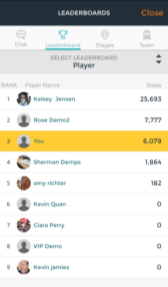 LEADERBOARDS Close
Chat Leaderboard Stages Team
SELECT LEADERBOARD
Player
RANK Player Name Steps
1 Kelsey Jensen 25,693
2 Rose Demo2 7,777
3 You 6,079
4 Sherman Demps 1,864
5 amy richter 182
6 Kevin Quan 0
7 Ciara Perry 0
8 VIP Demo 0
9 Kevin jamies 0